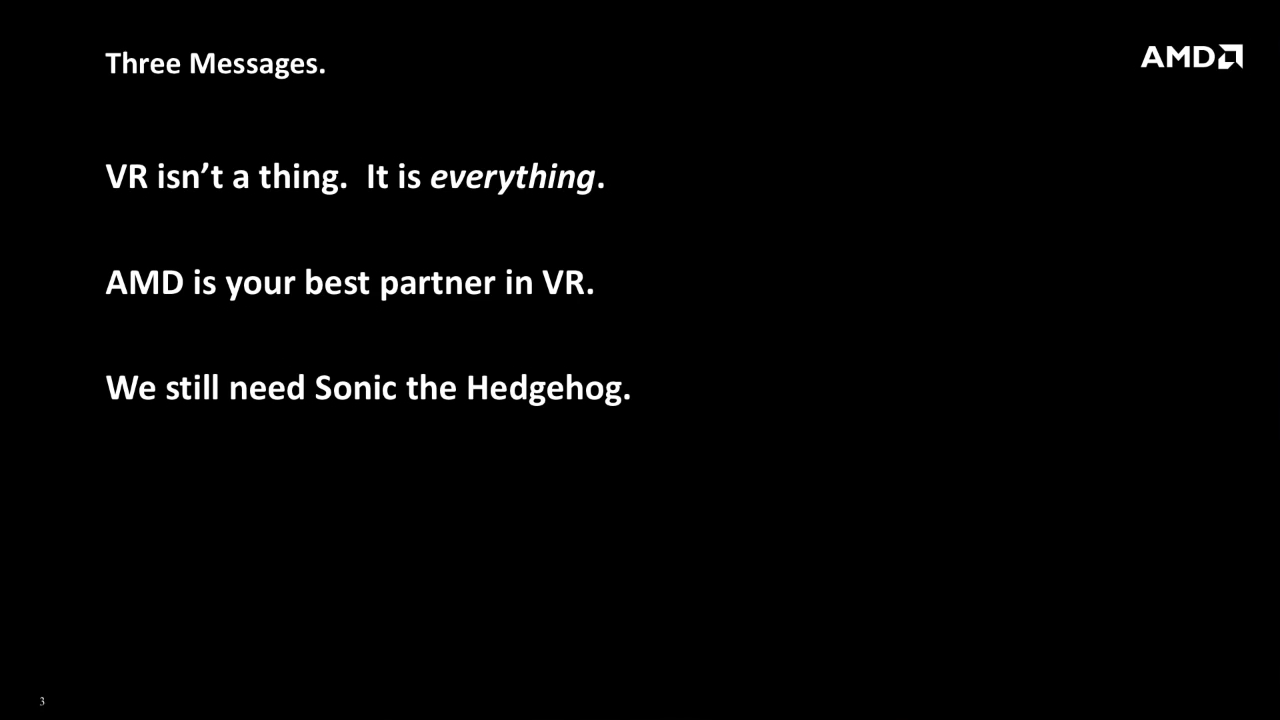 Three Messages.
AMD
VR isn’t a thing.  It is everything.
AMD is your best partner in VR.
We still need Sonic the Hedgehog.
3